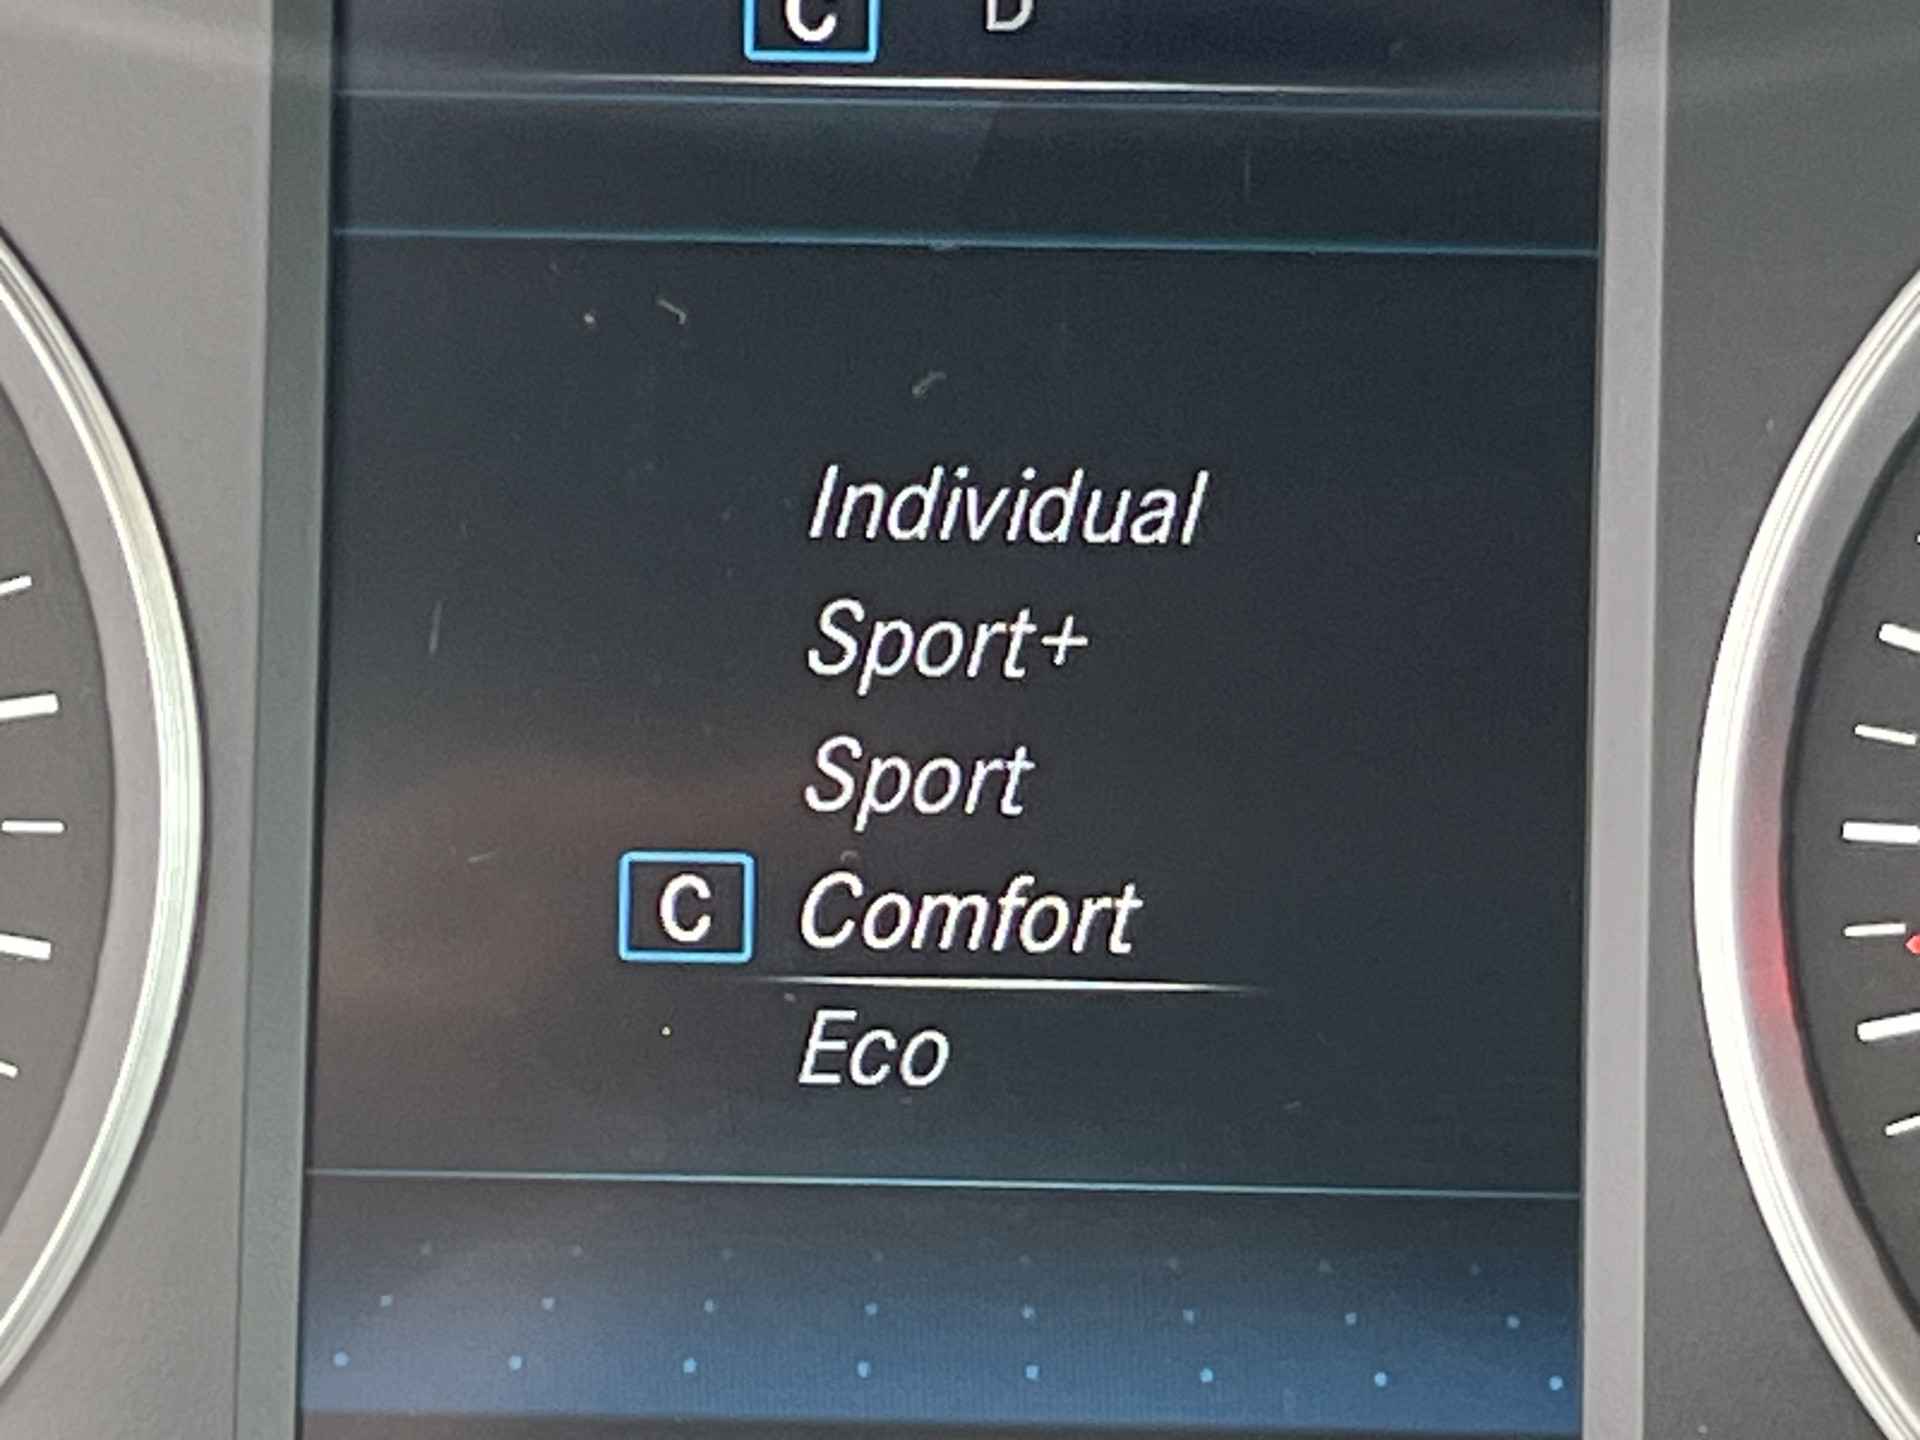 C D
Individual
Sport+
Sport
C Comfort
Eco